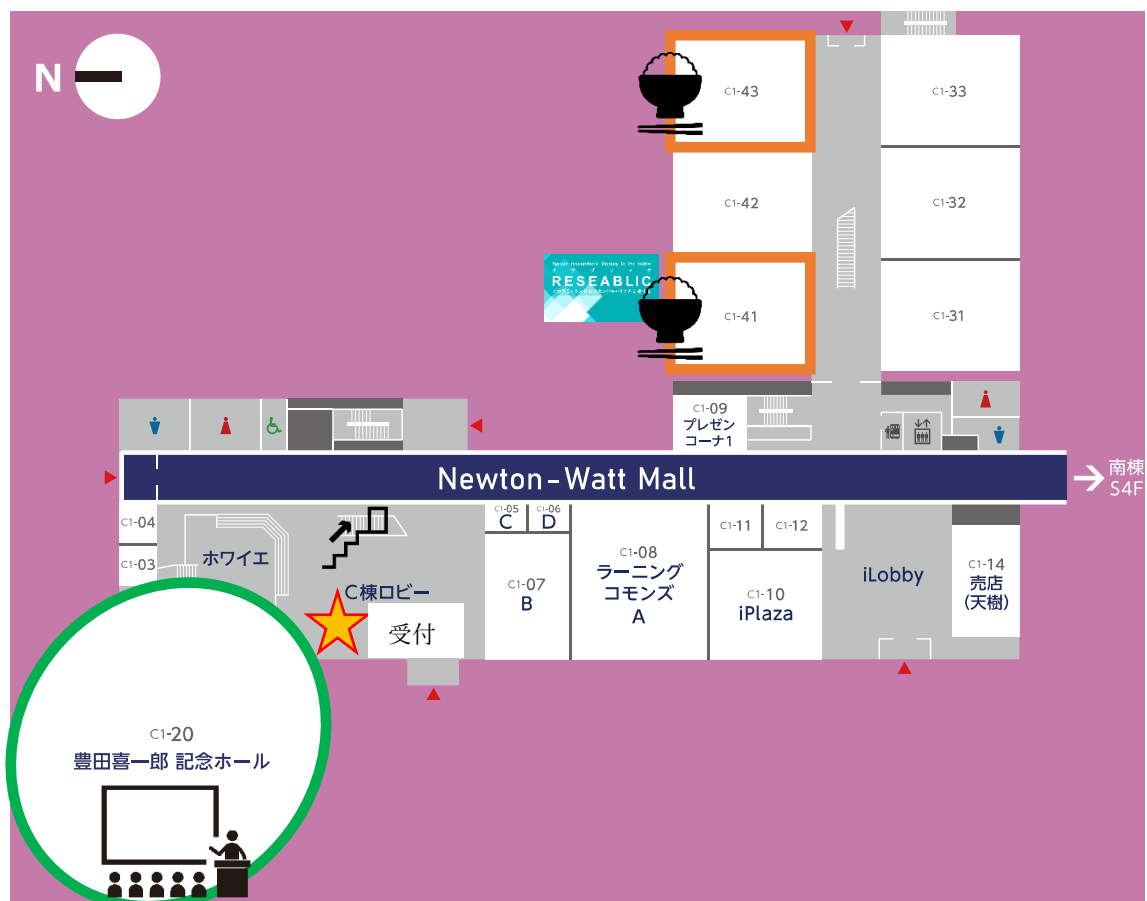 N
C1-43
C1-33
C1-42
C1-32
RESEABLIC
C1-41
C1-31
C1-09
プレゼン
コーナ1
Newton-Watt Mall
南棟
S4F
C1-04
C1-03
ホワイエ
C棟ロビー
受付
C1-05
C
C1-06
D
C1-07
B
C1-08
ラーニング
コモンズ
A
C1-11
C1-12
C1-10
iPlaza
iLobby
C1-14
売店
(天樹)
C1-20
豊田喜一郎 記念ホール